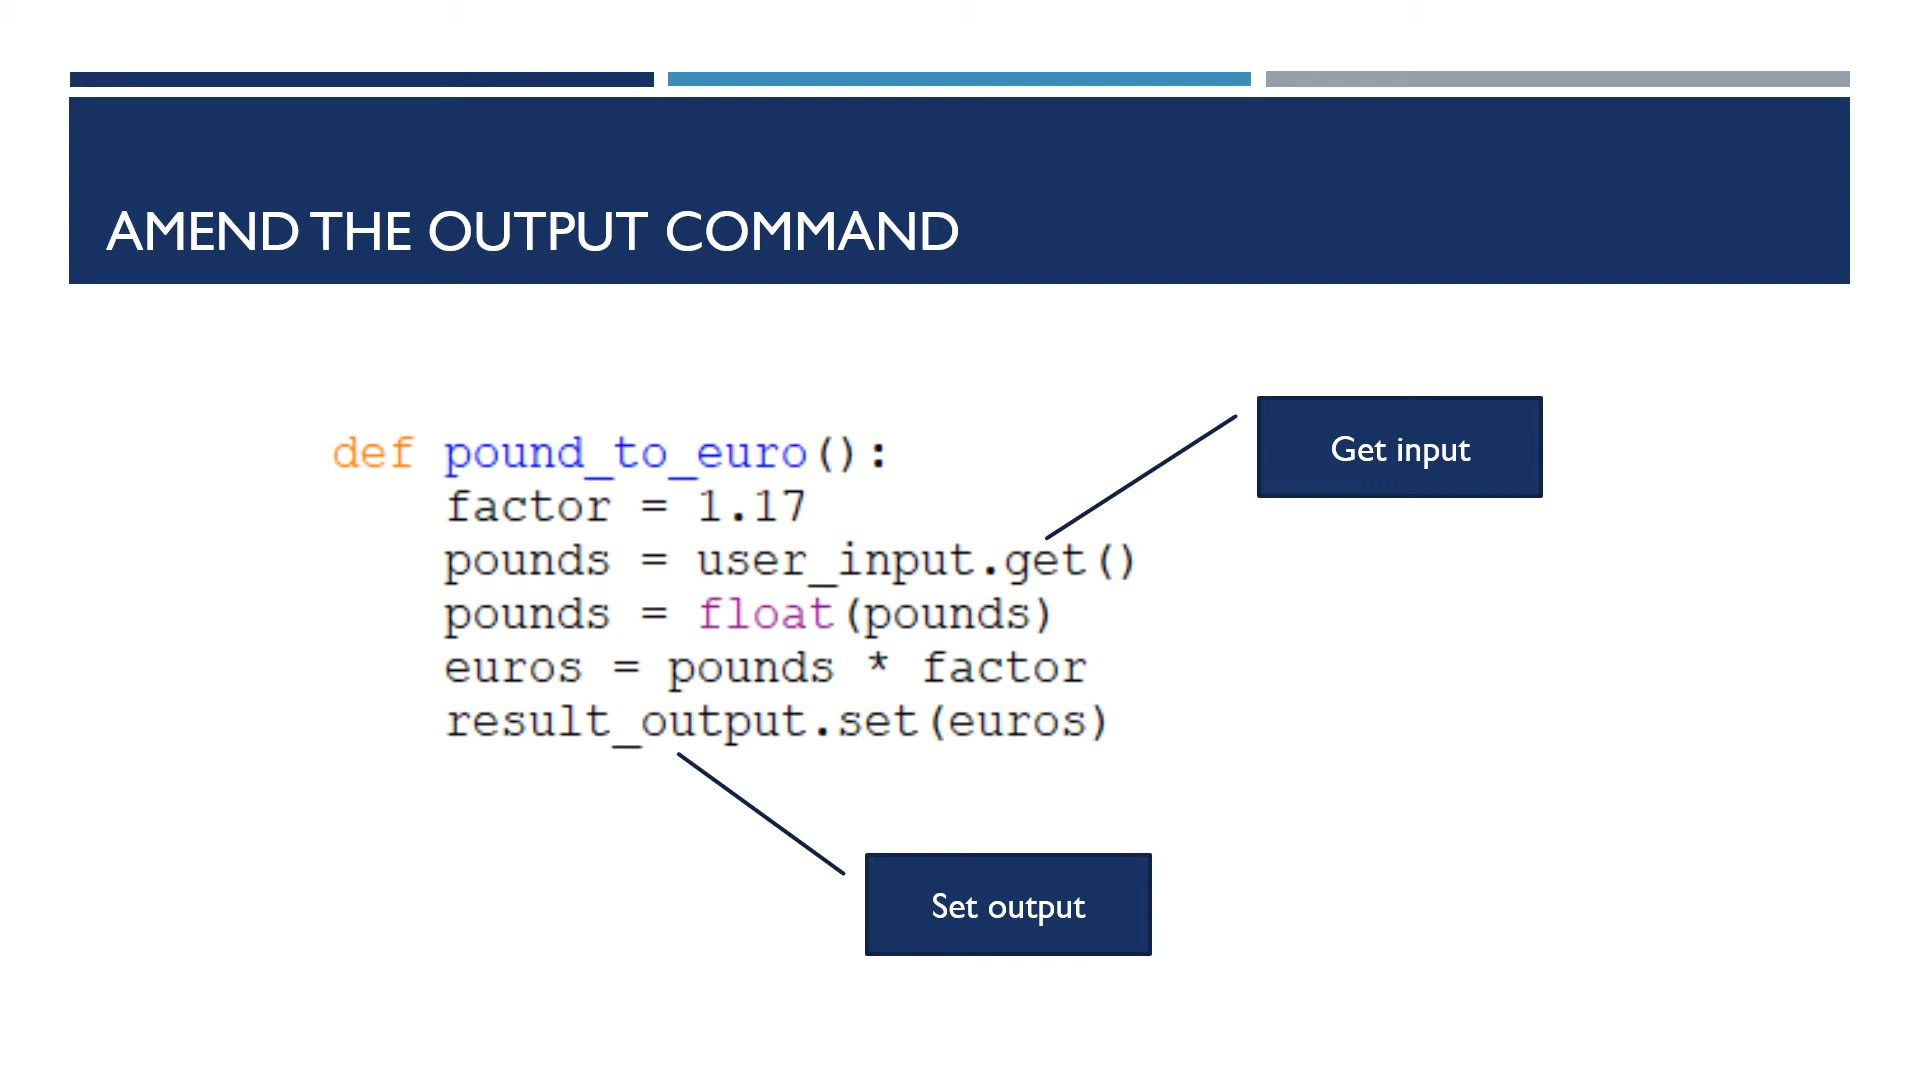 AMEND THE OUTPUT COMMAND
Get input
def pound_to_euro():
    factor = 1.17
    pounds = user_input.get()
    pounds = float(pounds)
    euros = pounds * factor
    result_output.set(euros)
Set output